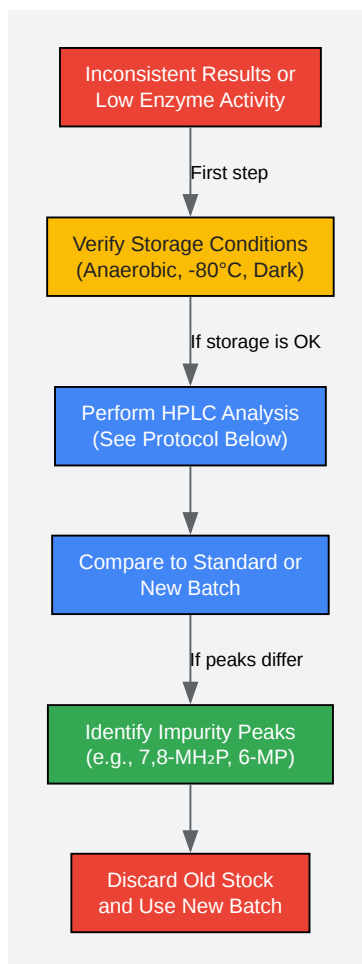 Inconsistent Results or
Low Enzyme Activity
First step
Verify Storage Conditions
(Anaerobic, -80°C, Dark)
If storage is OK
Perform HPLC Analysis
(See Protocol Below)
Compare to Standard or
New Batch
If peaks differ
Identify Impurity Peaks
(e.g., 7,8-MH₂P, 6-MP)
Discard Old Stock
and Use New Batch